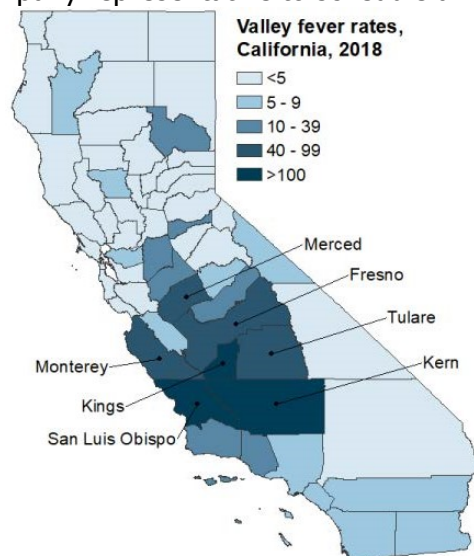 Valley fever rates,
California, 2018
<5
5 - 9
10 - 39
40 - 99
>100
Merced
Fresno
Tulare
Monterey
Kern
Kings
San Luis Obispo